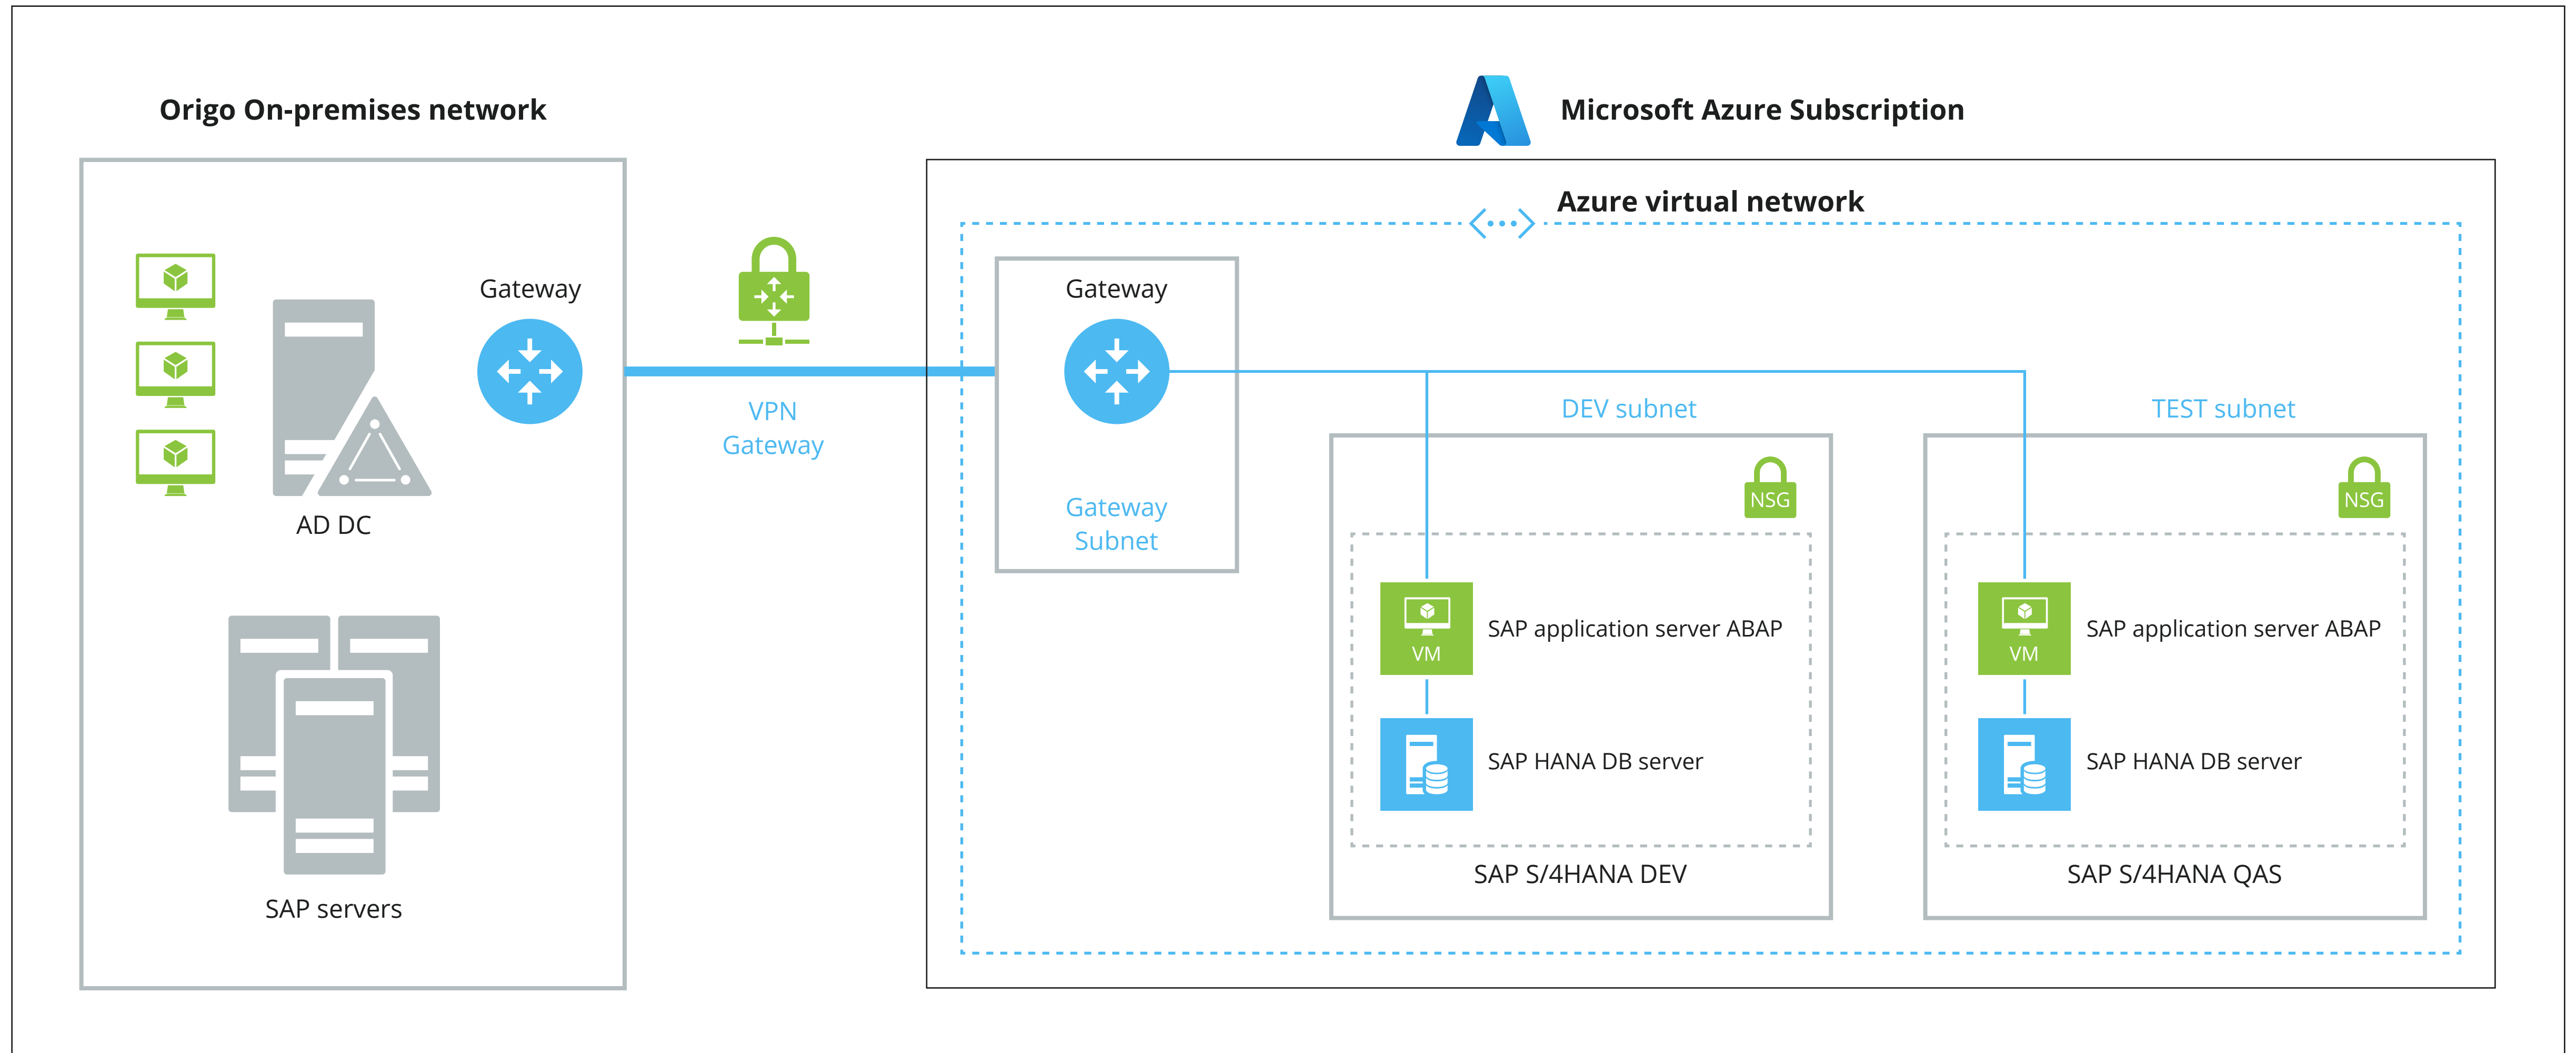 Origo On-premises network
Microsoft Azure Subscription
Azure virtual network
Gateway
AD DC
SAP servers
VPN
Gateway
Gateway
Gateway
Subnet
DEV subnet
NSG
SAP application server ABAP
VM
SAP HANA DB server
SAP S/4HANA DEV
TEST subnet
NSG
SAP application server ABAP
VM
SAP HANA DB server
SAP S/4HANA QAS